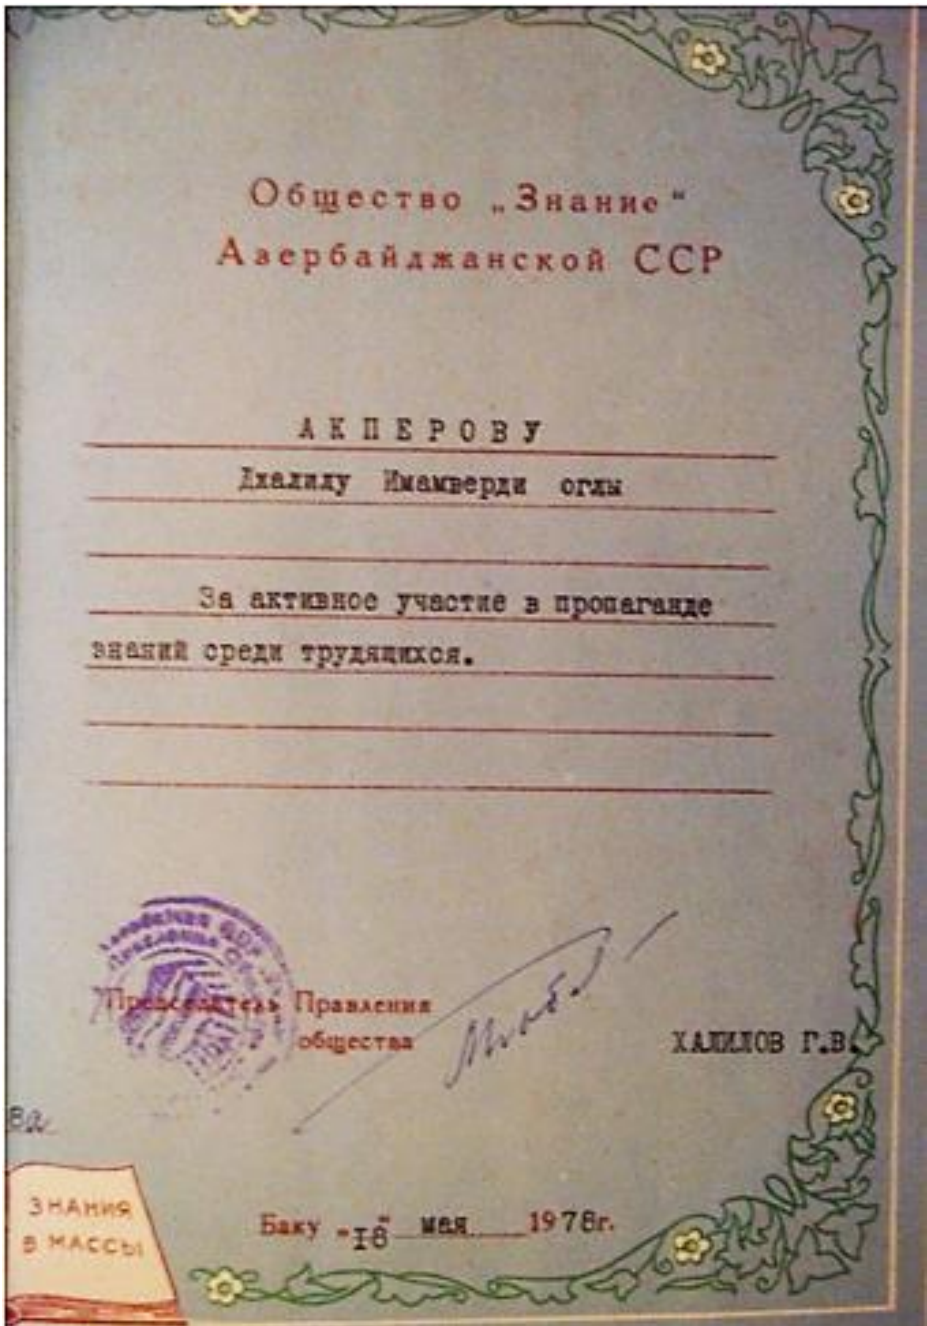 Общество „Знание“
Азербайджанской ССР
АКПЕРОВУ
Джалилу Имамверди оглы
За активное участие в пропаганде
знаний среди трудящихся.
Председатель Правления
общества
ХАЛИЛОВ Г.В.
ЗНАНИЯ
В МАССЫ
Баку „18“ мая 1978г.